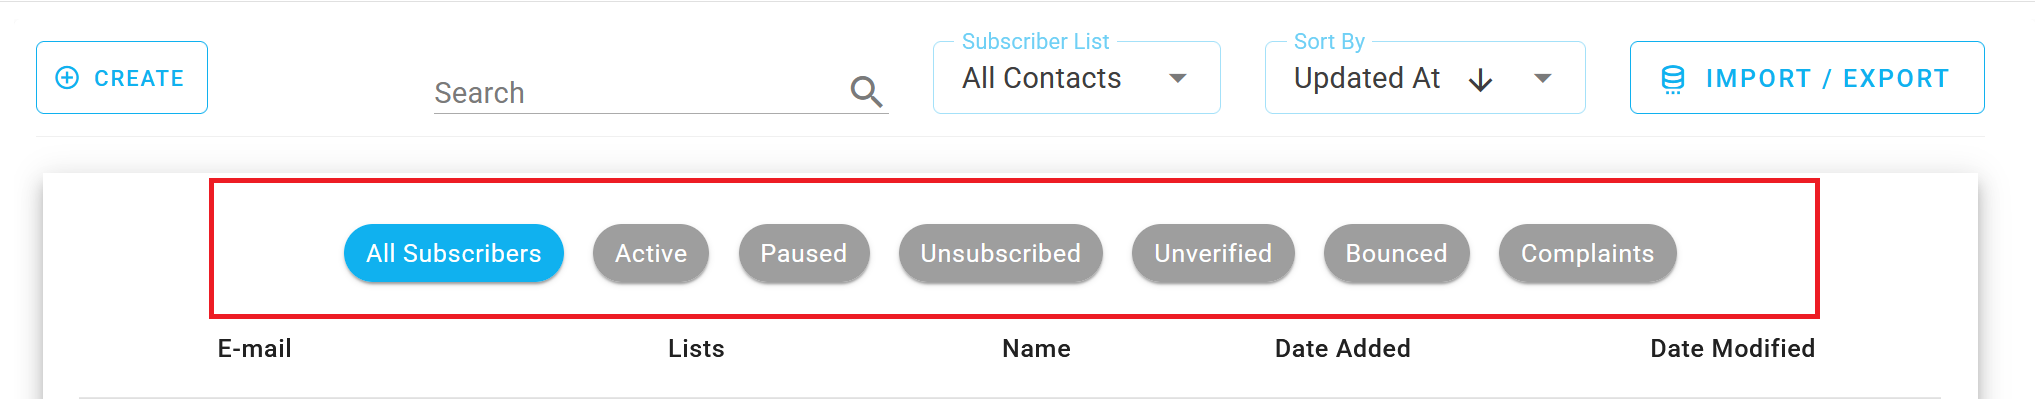 CREATE
Search
Subscriber List
All Contacts
Sort By
Updated At
IMPORT / EXPORT
All Subscribers Active Paused Unsubscribed Unverified Bounced Complaints
E-mail Lists Name Date Added Date Modified